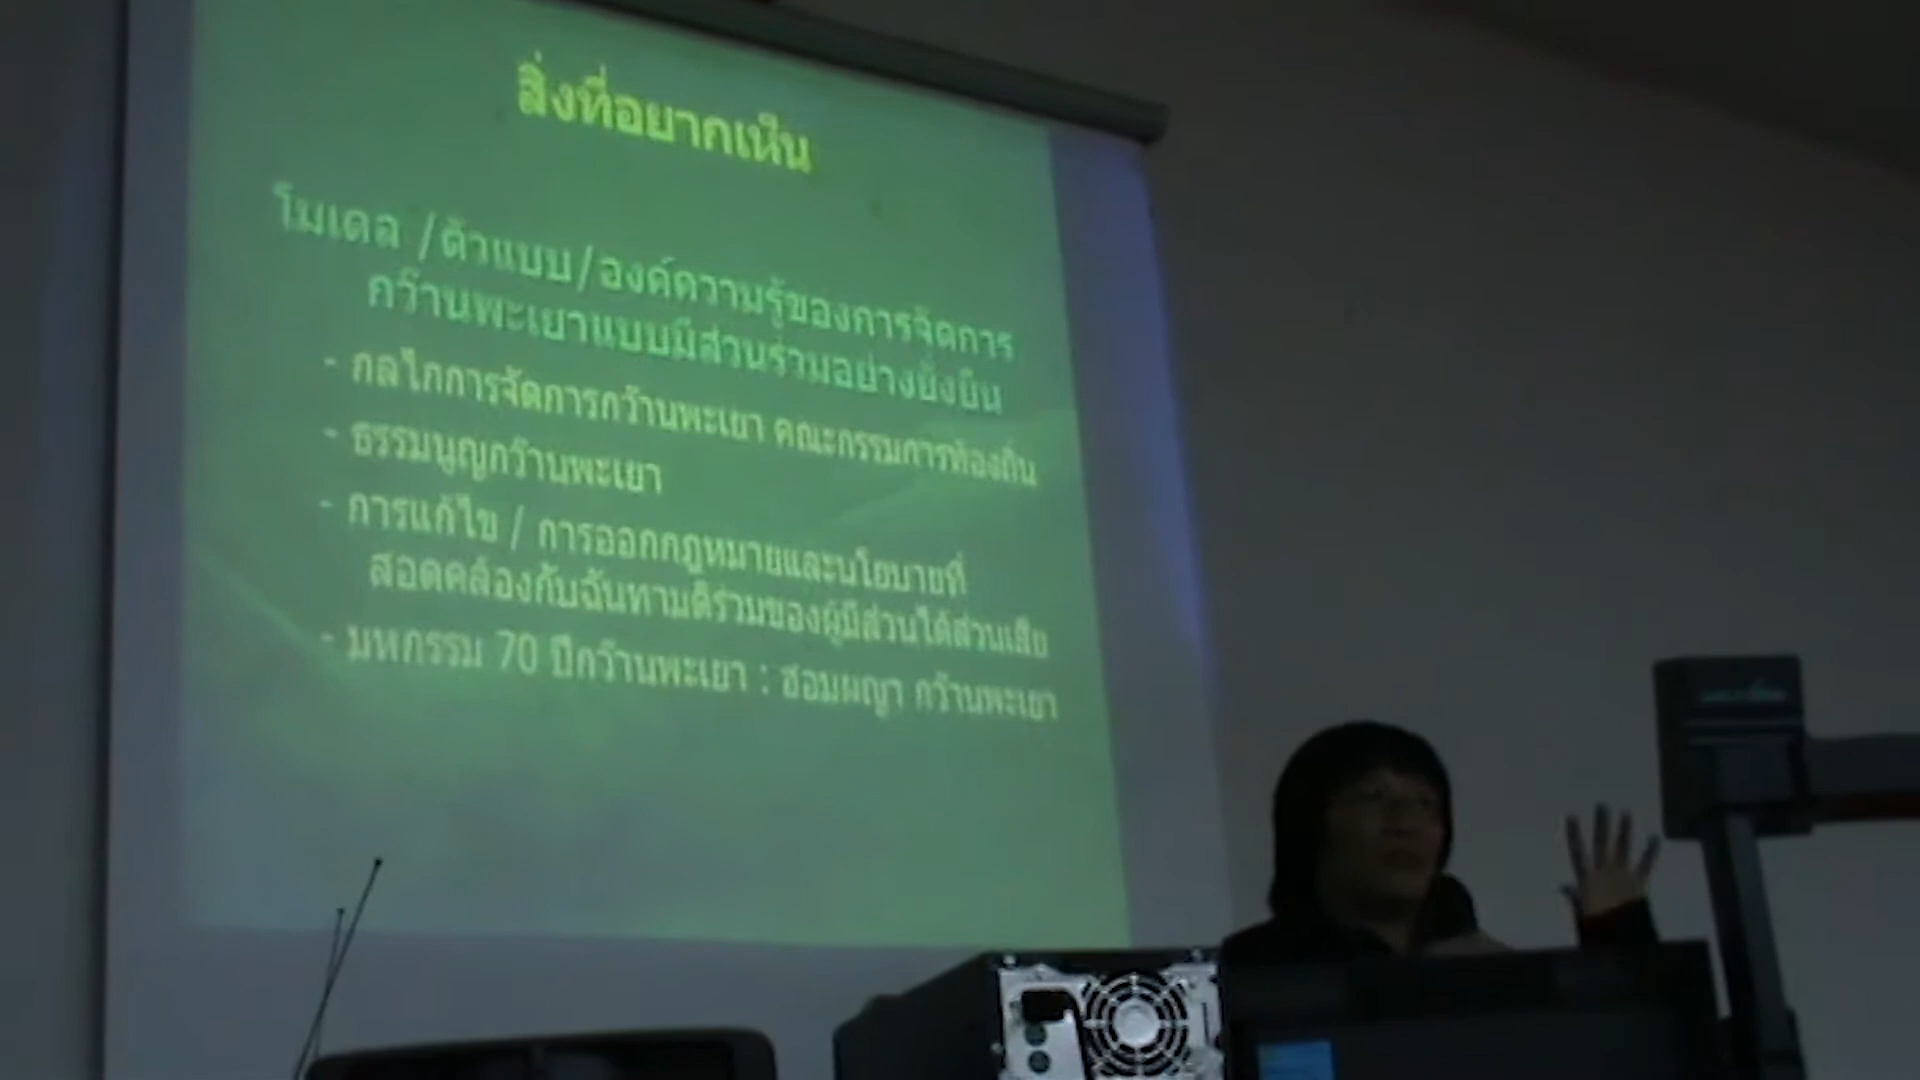 สิ่งที่อยากเห็น
โมเดล /ตัวแบบ/องค์ความรู้ของการจัดการ
กว๊านพะเยาแบบมีส่วนร่วมอย่างยั่งยืน
- กลไกการจัดการกว๊านพะเยา คณะกรรมการท้องถิ่น
- ธรรมนูญกว๊านพะเยา
- การแก้ไข / การออกกฎหมายและนโยบายที่
สอดคล้องกับฉันทามติร่วมของผู้มีส่วนได้ส่วนเสีย
- มหกรรม 70 ปีกว๊านพะเยา : ฮอมผญา กว๊านพะเยา